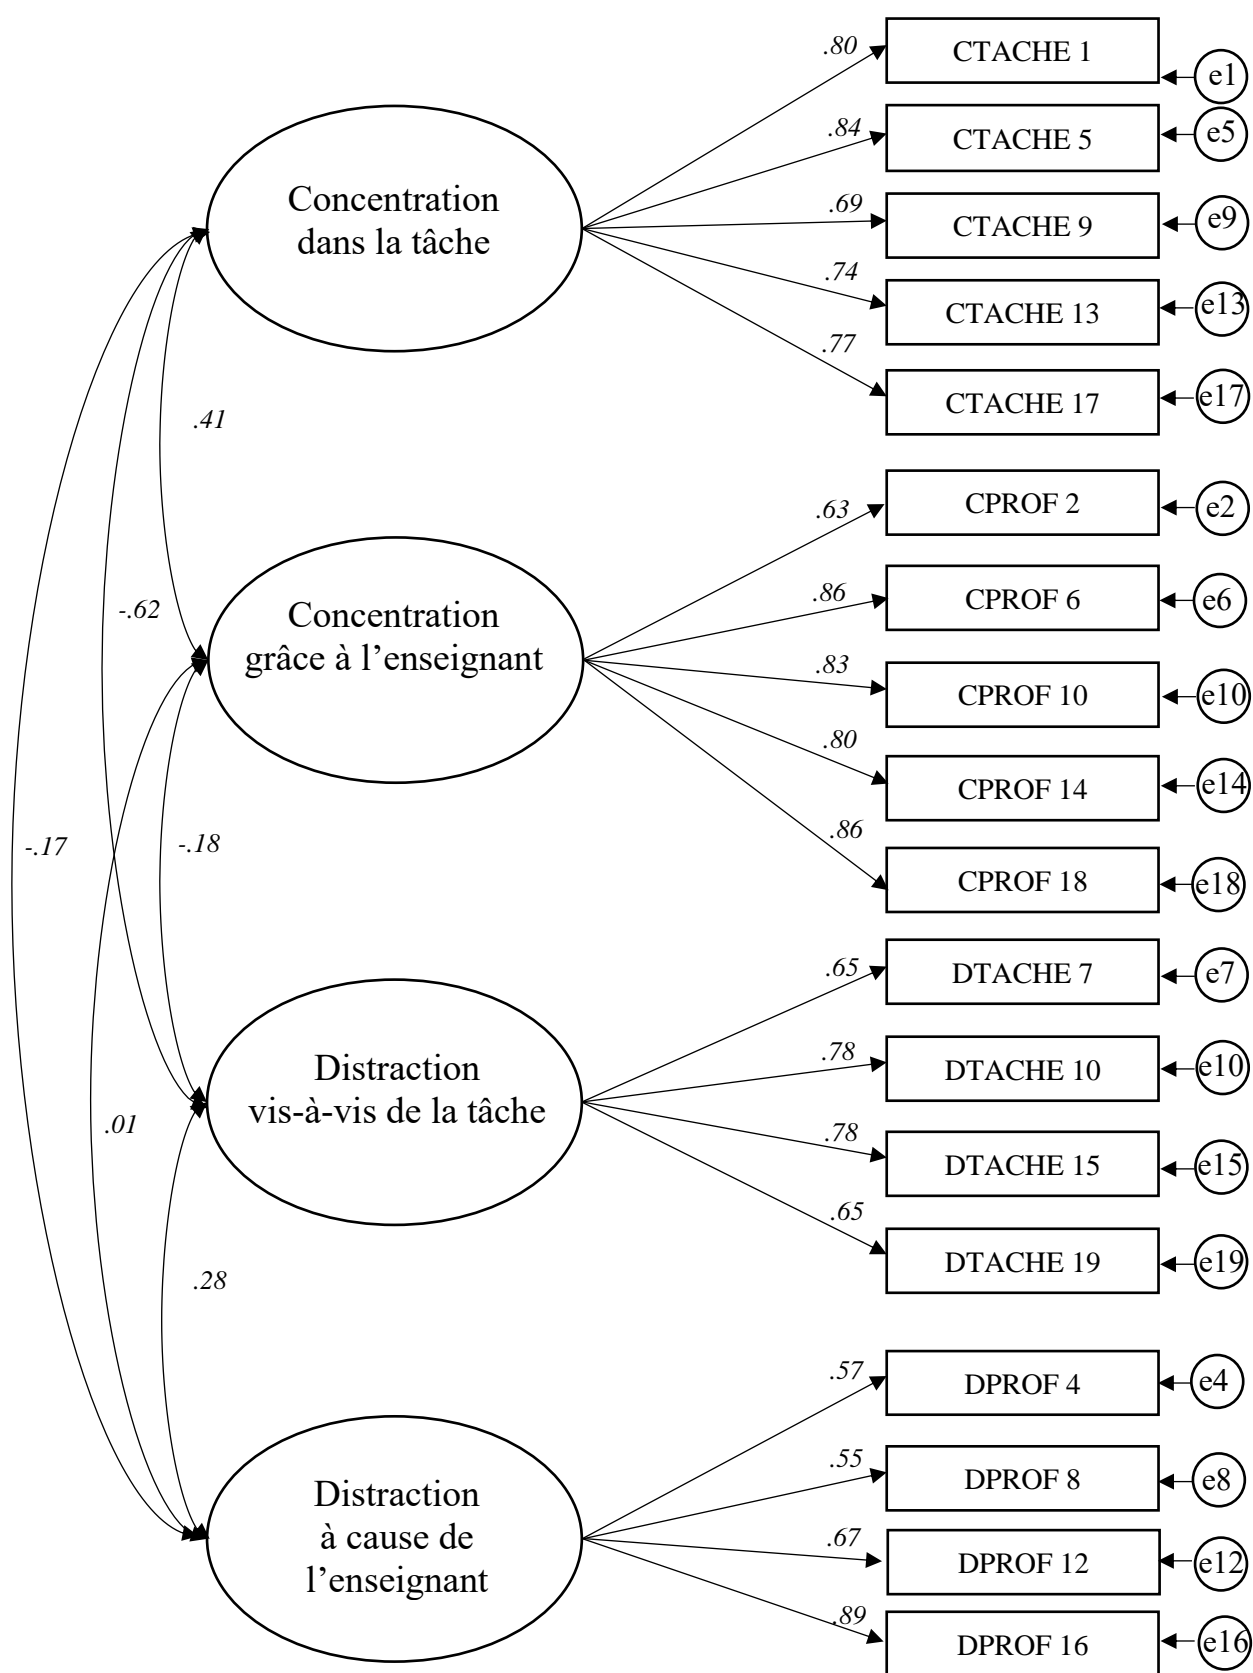 .80
CTACHE 1
e1
.84
CTACHE 5
e5
Concentration
dans la tâche
.69
CTACHE 9
e9
.74
CTACHE 13
e13
.77
CTACHE 17
e17
.41
.63
CPROF 2
e2
-.62
Concentration
grâce à l’enseignant
.86
CPROF 6
e6
.83
CPROF 10
e10
.80
CPROF 14
e14
-.17
-.18
.86
CPROF 18
e18
.65
DTACHE 7
e7
Distraction
vis-à-vis de la tâche
.78
DTACHE 10
e10
.01
.78
DTACHE 15
e15
.65
DTACHE 19
e19
.28
.57
DPROF 4
e4
Distraction
à cause de
l’enseignant
.55
DPROF 8
e8
.67
DPROF 12
e12
.89
DPROF 16
e16